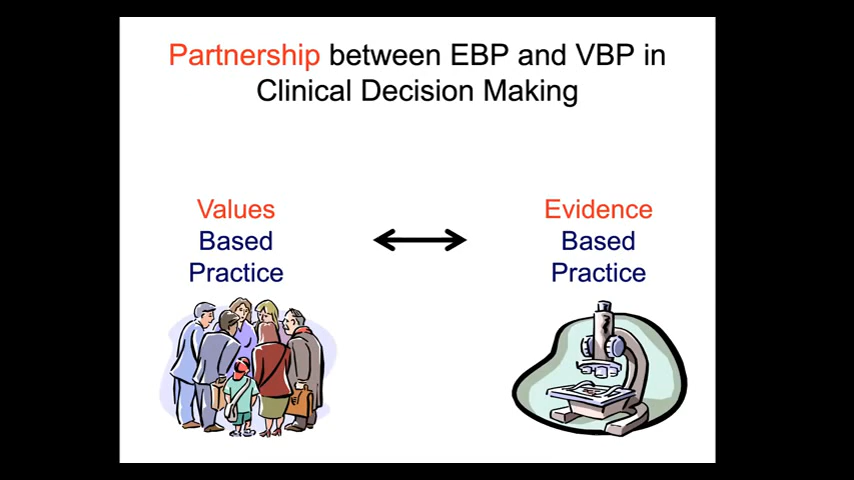 Partnership between EBP and VBP in
Clinical Decision Making
Values
Based
Practice
Evidence
Based
Practice